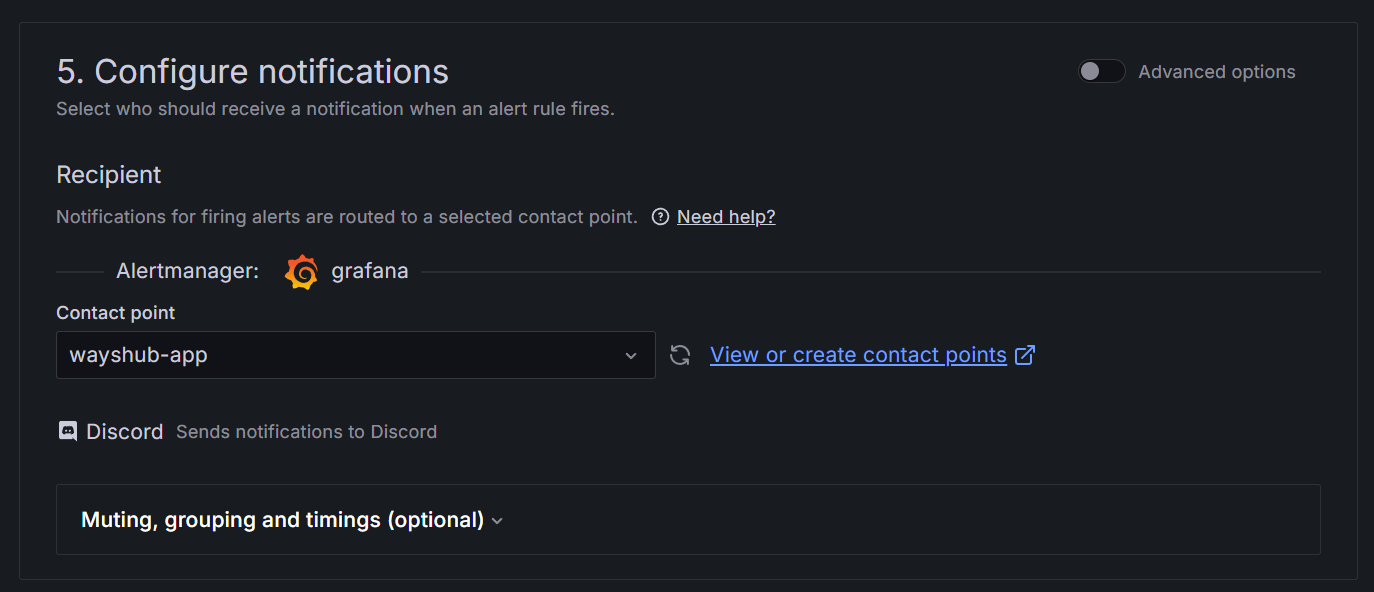 5. Configure notifications
Advanced options
Select who should receive a notification when an alert rule fires.
Recipient
Notifications for firing alerts are routed to a selected contact point.
Need help?
Alertmanager: grafana
Contact point
wayshub-app
View or create contact points
Discord Sends notifications to Discord
Muting, grouping and timings (optional)